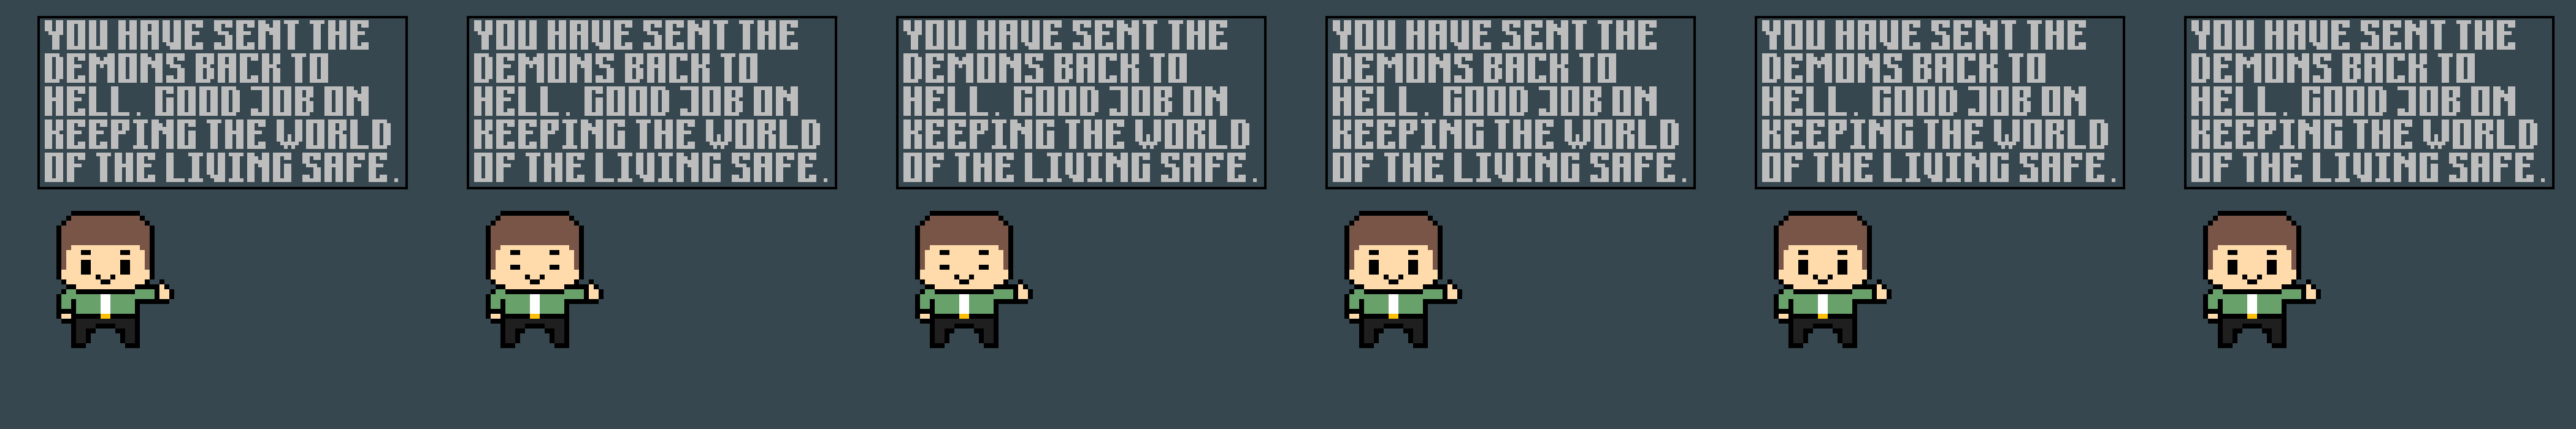 YOU HAVE SENT THE YOU HAVE SENT THE YOU HAVE SENT THE YOU HAVE SENT THE YOU HAVE SENT THE YOU HAVE SENT THE
DEMONS BACK TO DEMONS BACK TO DEMONS BACK TO DEMONS BACK TO DEMONS BACK TO DEMONS BACK TO
HELL. GOOD JOB ON HELL. GOOD JOB ON HELL. GOOD JOB ON HELL. GOOD JOB ON HELL. GOOD JOB ON HELL. GOOD JOB ON
KEEPING THE WORLD KEEPING THE WORLD KEEPING THE WORLD KEEPING THE WORLD KEEPING THE WORLD KEEPING THE WORLD
OF THE LIVING SAFE. OF THE LIVING SAFE. OF THE LIVING SAFE. OF THE LIVING SAFE. OF THE LIVING SAFE. OF THE LIVING SAFE.